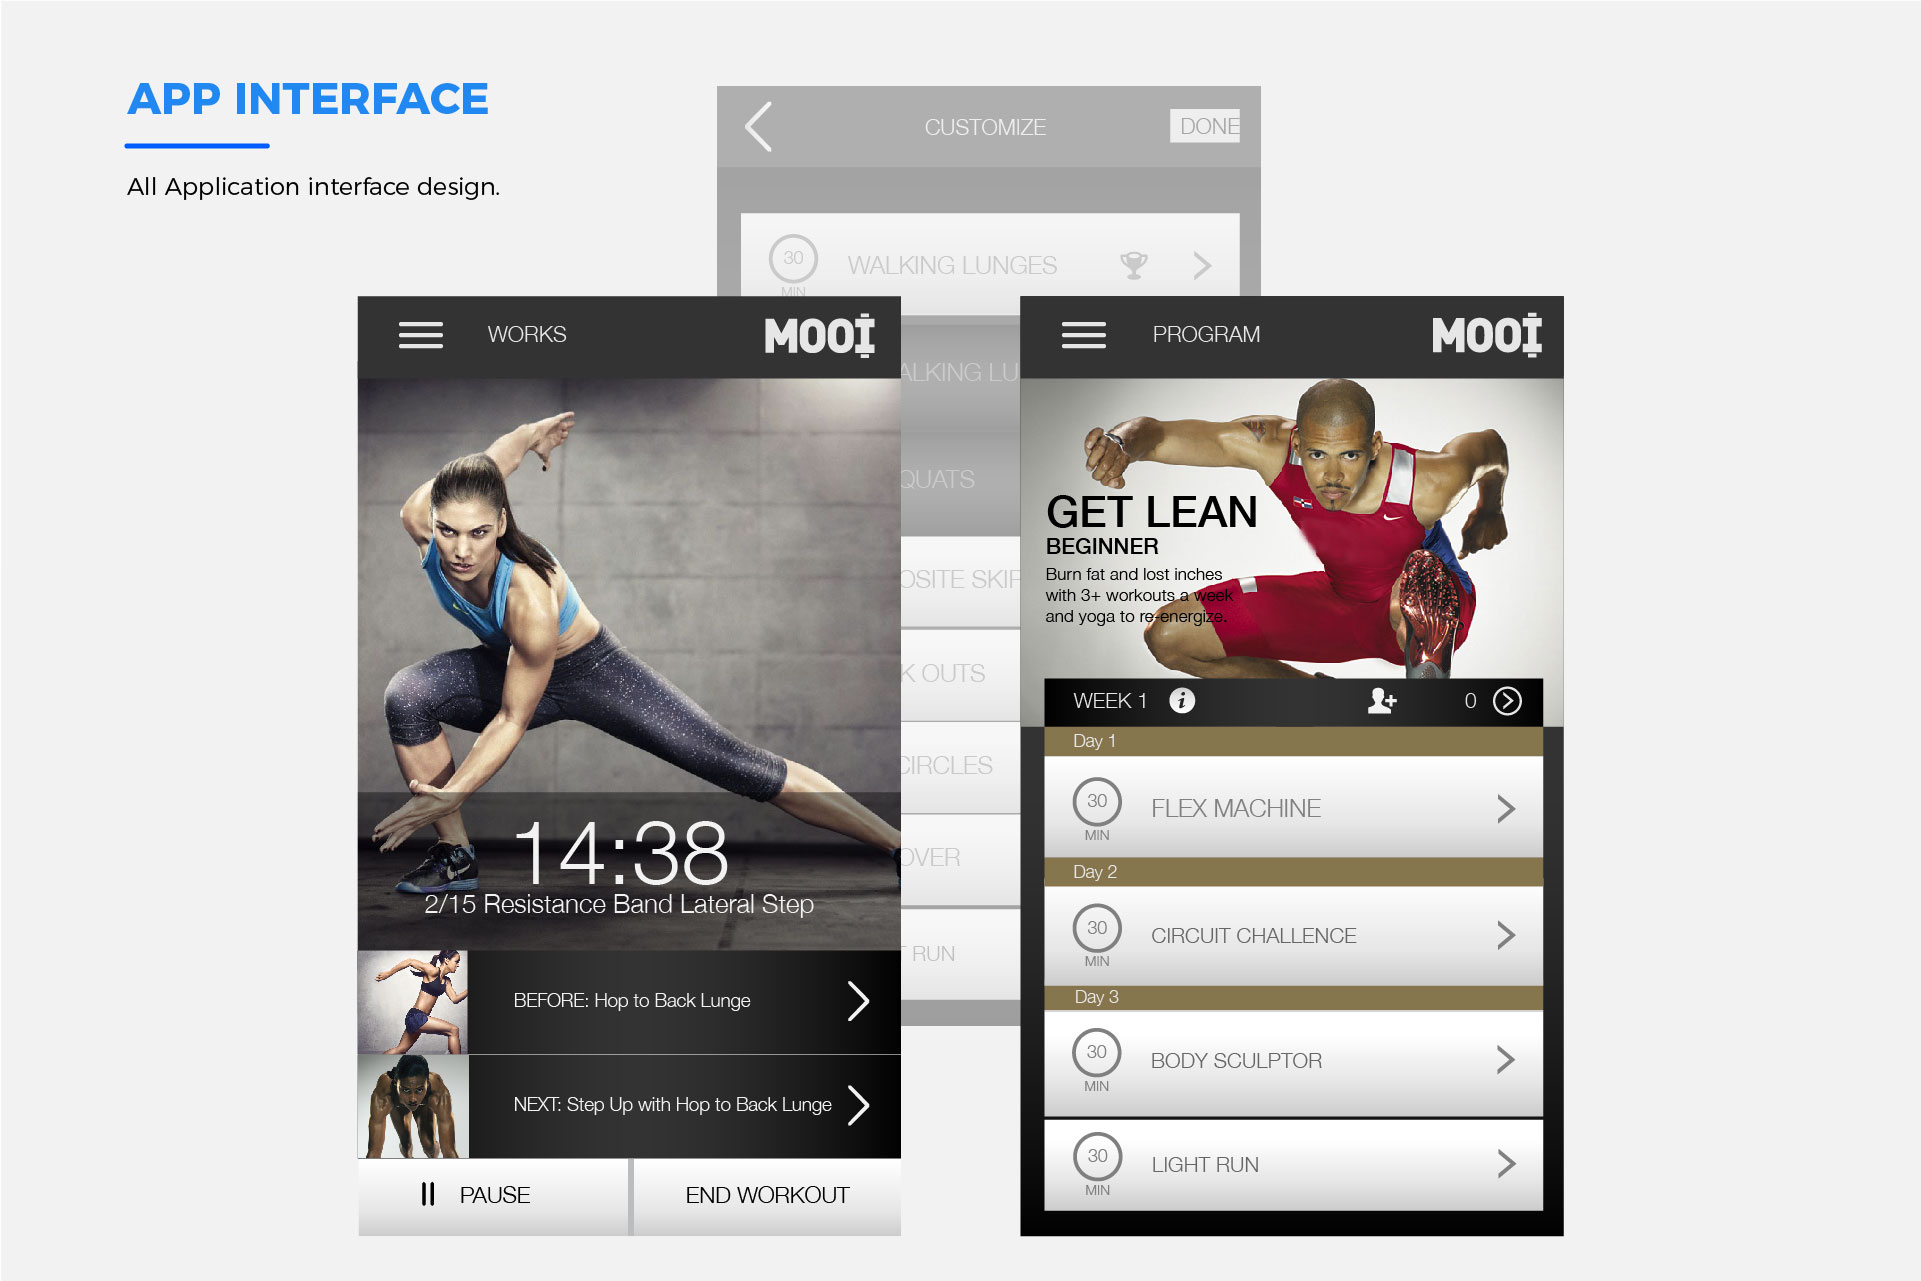 APP INTERFACE
All Application interface design.
CUSTOMIZE
DONE
30
MIN
WALKING LUNGES
ALKING LU
QUATS
OSITE SKIP
K OUTS
CIRCLES
OVER
T RUN
WORKS
MOOI
14:38
2/15 Resistance Band Lateral Step
BEFORE: Hop to Back Lunge
NEXT: Step Up with Hop to Back Lunge
PAUSE
END WORKOUT
PROGRAM
MOOI
GET LEAN
BEGINNER
Burn fat and lost inches
with 3+ workouts a week
and yoga to re-energize.
WEEK 1
i
0
Day 1
30
MIN
FLEX MACHINE
Day 2
30
MIN
CIRCUIT CHALLENCE
Day 3
30
MIN
BODY SCULPTOR
30
MIN
LIGHT RUN